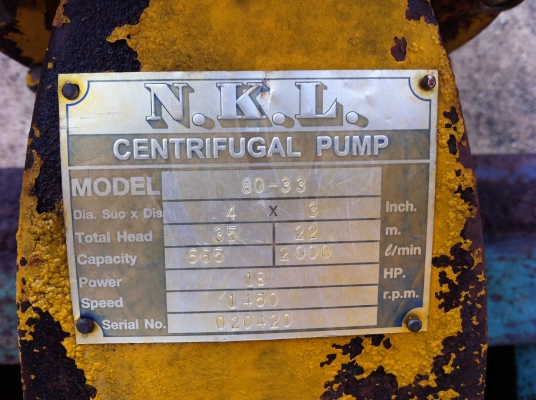 N.K.L.
CENTRIFUGAL PUMP
MODEL 80-33
Dia. Suc x Dis 4 x 3 Inch.
Total Head 35 22 m.
Capacity 665 2000 ℓ/min
Power 18 HP.
Speed 1460 r.p.m.
Serial No. 020420